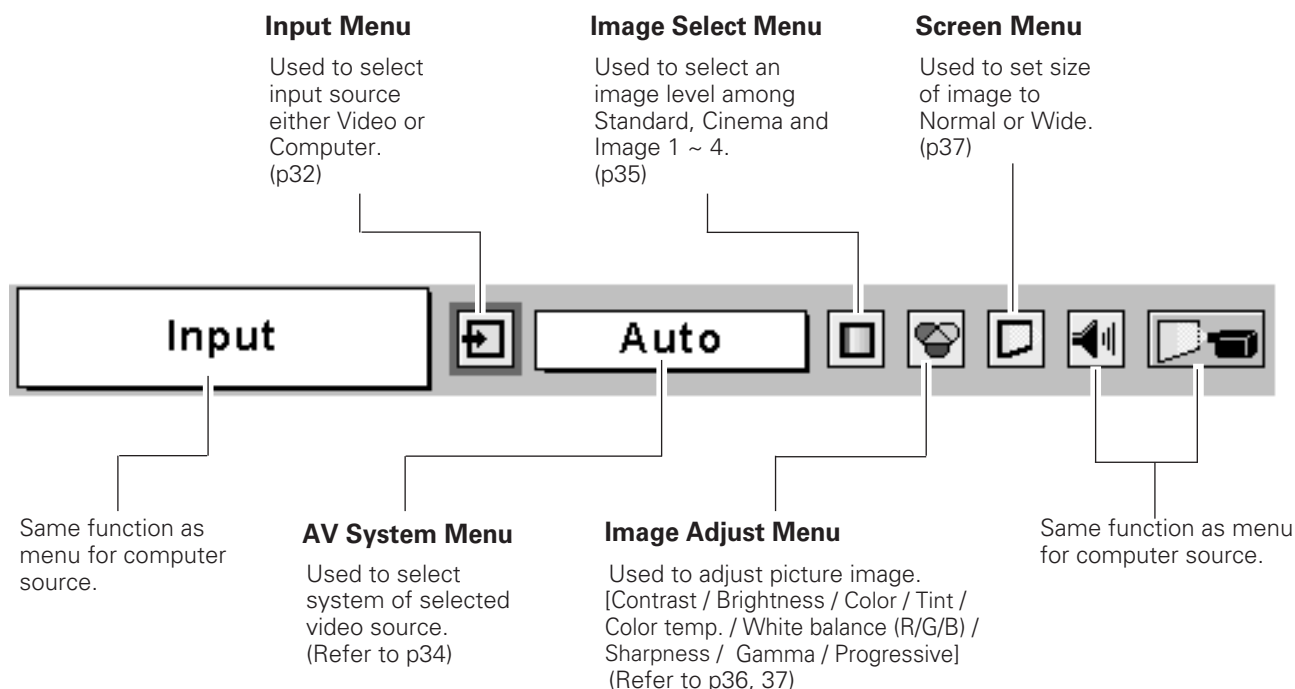 Input Menu
Used to select
input source
either Video or
Computer.
(p32)
Image Select Menu
Used to select an
image level among
Standard, Cinema and
Image 1 ~ 4.
(p35)
Screen Menu
Used to set size
of image to
Normal or Wide.
(p37)
Input
Auto
Same function as
menu for computer
source.
AV System Menu
Used to select
system of selected
video source.
(Refer to p34)
Image Adjust Menu
Used to adjust picture image.
[Contrast / Brightness / Color / Tint /
Color temp. / White balance (R/G/B) /
Sharpness / Gamma / Progressive]
(Refer to p36, 37)
Same function as menu
for computer source.